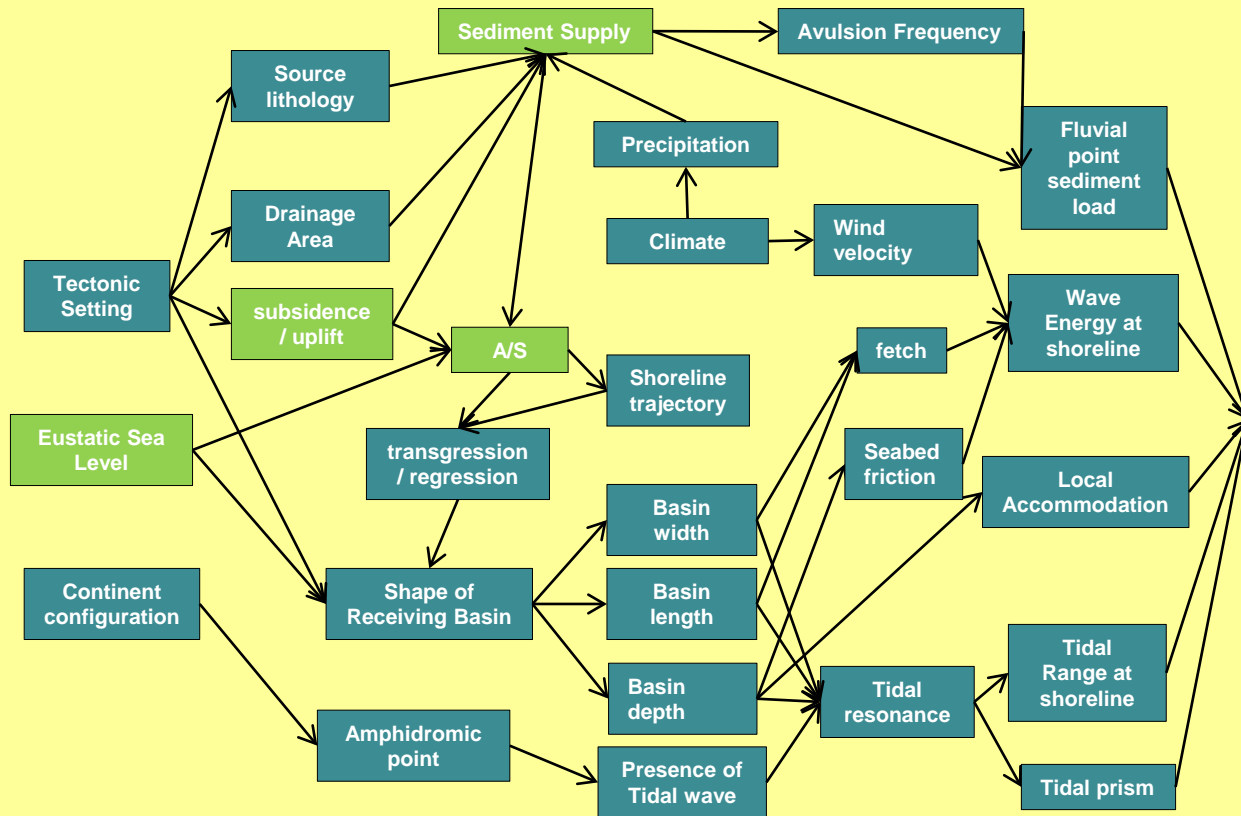 Sediment Supply
Avulsion Frequency
Source
lithology
Precipitation
Fluvial
point
sediment
load
Drainage
Area
Climate
Wind
velocity
Tectonic
Setting
subsidence
/ uplift
Wave
Energy at
shoreline
A/S
fetch
Shoreline
trajectory
Eustatic Sea
Level
transgression
/ regression
Seabed
friction
Local
Accommodation
Basin
width
Continent
configuration
Shape of
Receiving Basin
Basin
length
Basin
depth
Tidal
resonance
Tidal
Range at
shoreline
Amphidromic
point
Presence of
Tidal wave
Tidal prism